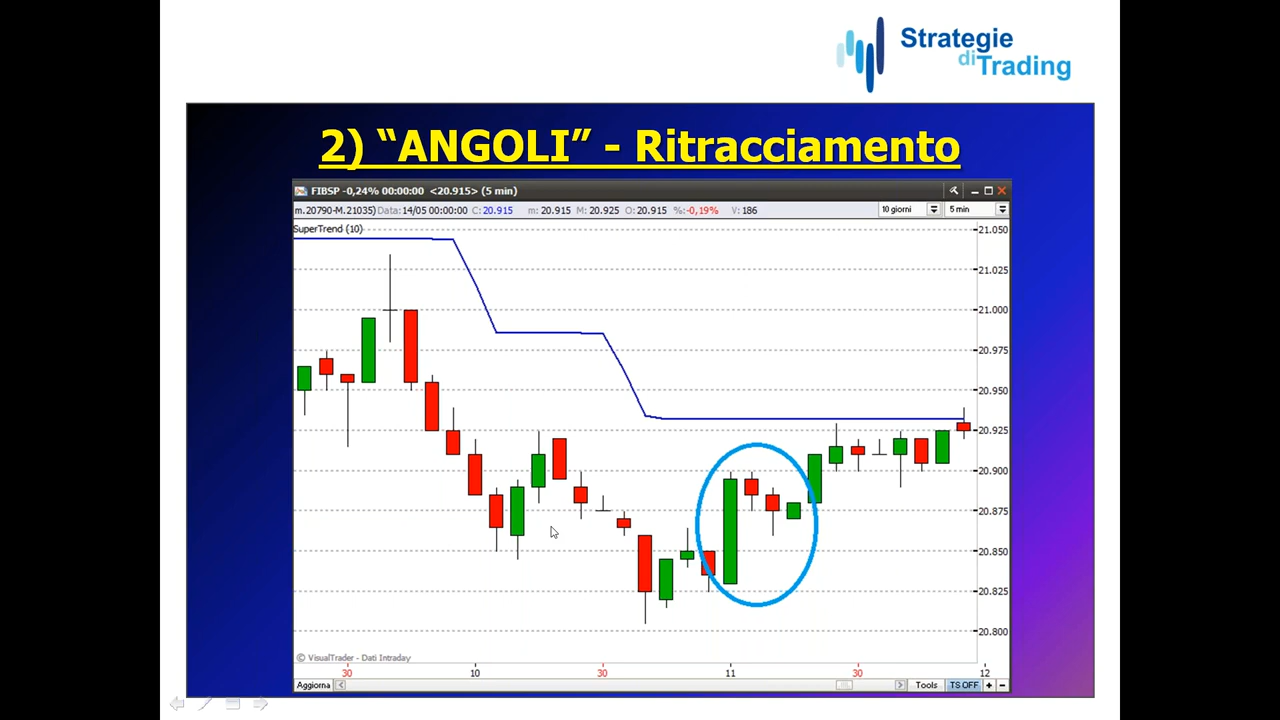 Strategie
di Trading
2) “ANGOLI” - Ritracciamento
FIBSP -0,24% 00:00:00 <20.915> (5 min)
m.20790-M.21035) Data: 14/05 00:00:00 C: 20.915 m: 20.915 M: 20.925 O: 20.915 %: -0,19% V: 186 10 giorni 5 min
SuperTrend (10)
21.050
21.025
21.000
20.975
20.950
20.925
20.900
20.875
20.850
20.825
20.800
© VisualTrader - Dati Intraday
30 10 30 11 30 12
Aggiorna Tools TS OFF + -